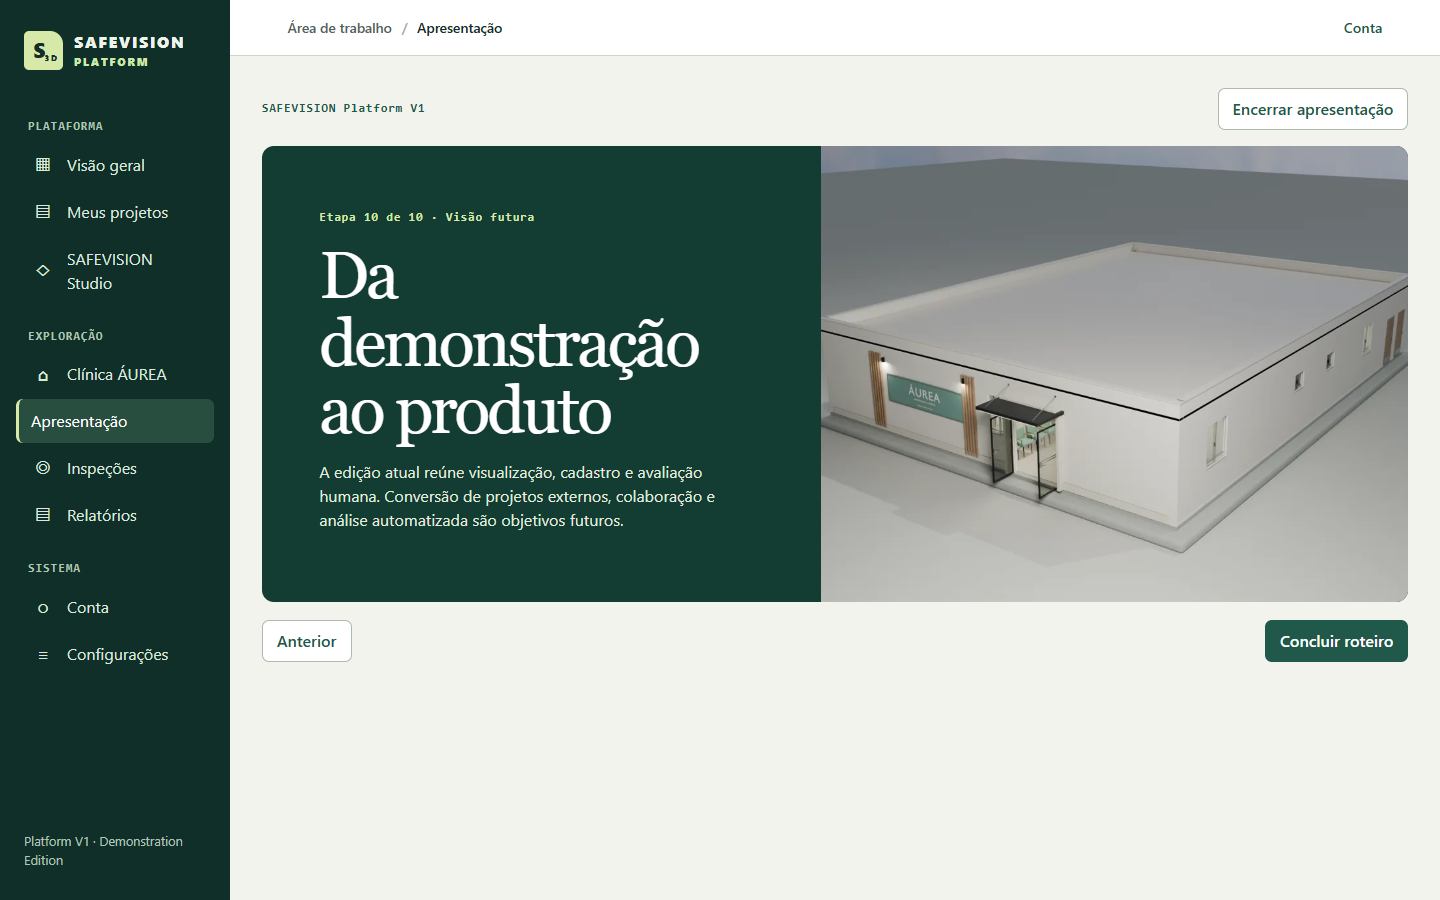 S3D
SAFEVISION
PLATFORM
PLATAFORMA
Visão geral
Meus projetos
SAFEVISION
Studio
EXPLORAÇÃO
Clínica ÁUREA
Apresentação
Inspeções
Relatórios
SISTEMA
Conta
Configurações
Platform V1 · Demonstration
Edition
Área de trabalho / Apresentação
Conta
SAFEVISION Platform V1
Encerrar apresentação
Etapa 10 de 10 · Visão futura
Da
demonstração
ao produto
A edição atual reúne visualização, cadastro e avaliação
humana. Conversão de projetos externos, colaboração e
análise automatizada são objetivos futuros.
ÁUREA
Anterior
Concluir roteiro